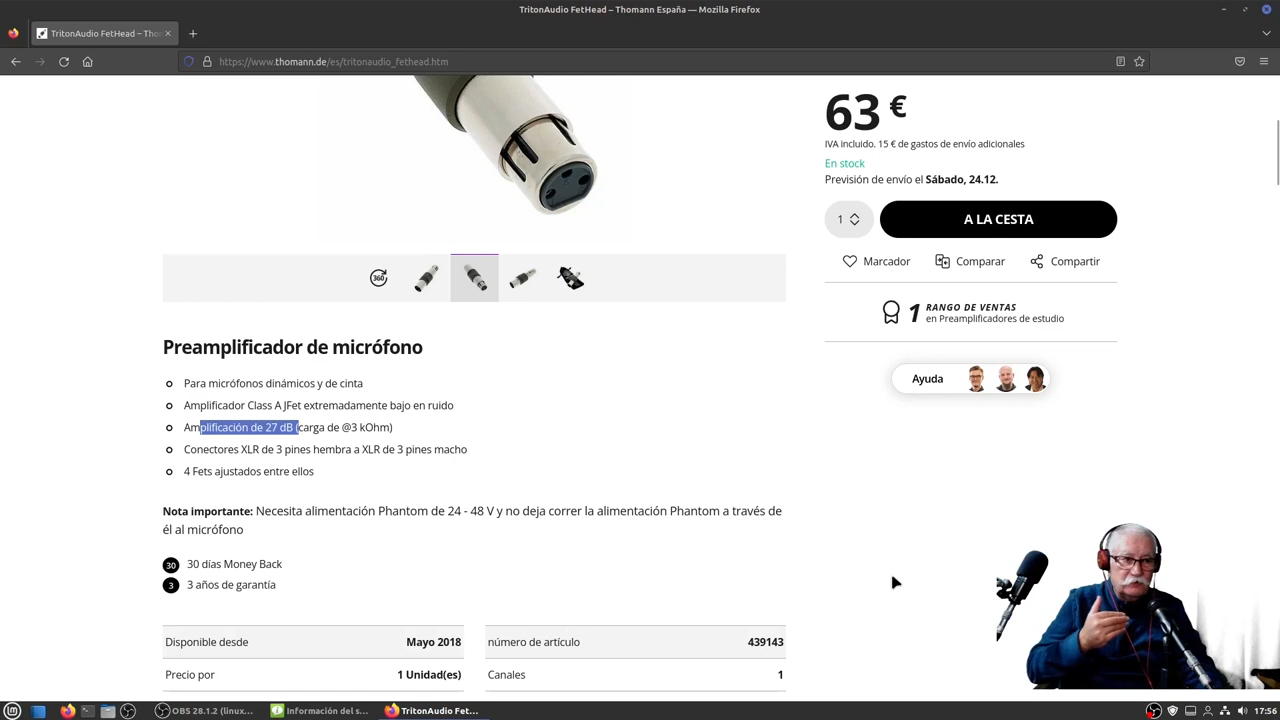 TritonAudio FetHead – Thomann España — Mozilla Firefox
TritonAudio FetHead – Thom
https://www.thomann.de/es/tritonaudio_fethead.htm
63 €
IVA incluido. 15 € de gastos de envío adicionales
En stock
Previsión de envío el Sábado, 24.12.
1
A LA CESTA
Marcador
Comparar
Compartir
360
1 RANGO DE VENTAS
en Preamplificadores de estudio
Preamplificador de micrófono
Ayuda
Para micrófonos dinámicos y de cinta
Amplificador Class A JFet extremadamente bajo en ruido
Amplificación de 27 dB (carga de @3 kOhm)
Conectores XLR de 3 pines hembra a XLR de 3 pines macho
4 Fets ajustados entre ellos
Nota importante: Necesita alimentación Phantom de 24 - 48 V y no deja correr la alimentación Phantom a través de
él al micrófono
30 30 días Money Back
3 3 años de garantía
Disponible desde Mayo 2018
número de artículo 439143
Precio por 1 Unidad(es)
Canales 1
OBS 28.1.2 (linux...
Información del s...
TritonAudio Fet...
17:56